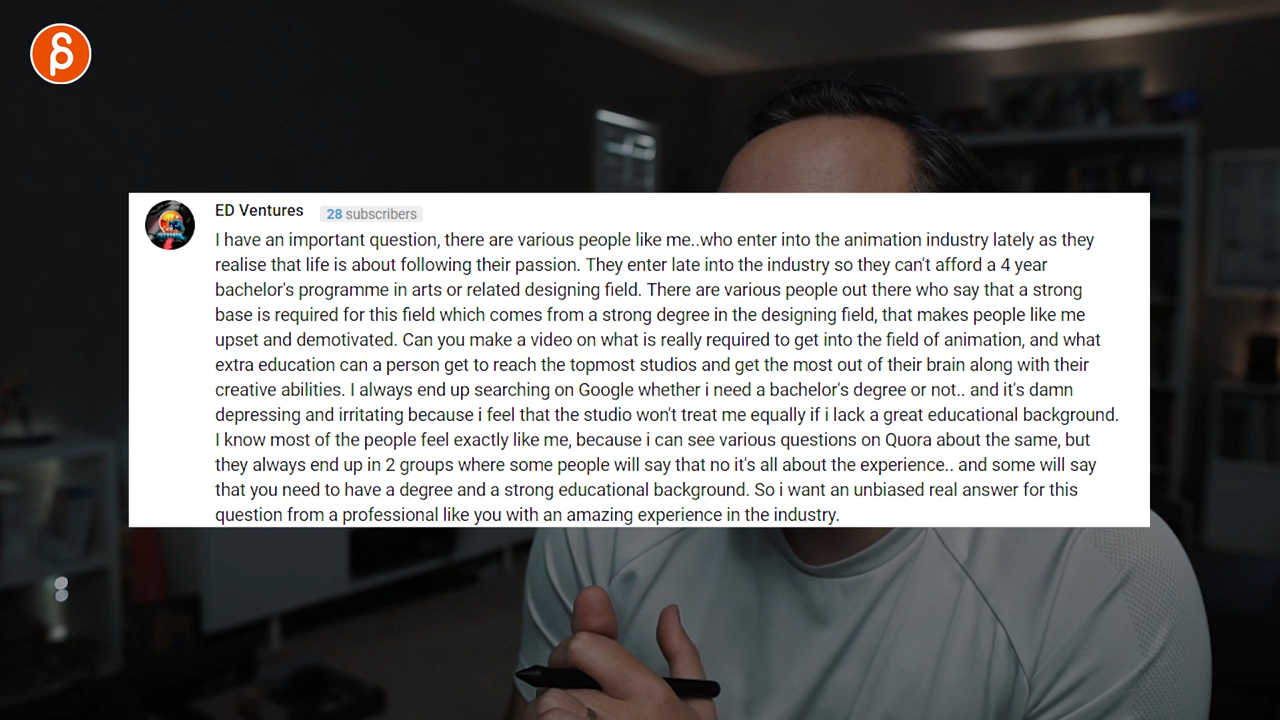 ED Ventures 28 subscribers
I have an important question, there are various people like me..who enter into the animation industry lately as they
realise that life is about following their passion. They enter late into the industry so they can't afford a 4 year
bachelor's programme in arts or related designing field. There are various people out there who say that a strong
base is required for this field which comes from a strong degree in the designing field, that makes people like me
upset and demotivated. Can you make a video on what is really required to get into the field of animation, and what
extra education can a person get to reach the topmost studios and get the most out of their brain along with their
creative abilities. I always end up searching on Google whether i need a bachelor's degree or not.. and it's damn
depressing and irritating because i feel that the studio won't treat me equally if i lack a great educational background.
I know most of the people feel exactly like me, because i can see various questions on Quora about the same, but
they always end up in 2 groups where some people will say that no it's all about the experience.. and some will say
that you need to have a degree and a strong educational background. So i want an unbiased real answer for this
question from a professional like you with an amazing experience in the industry.